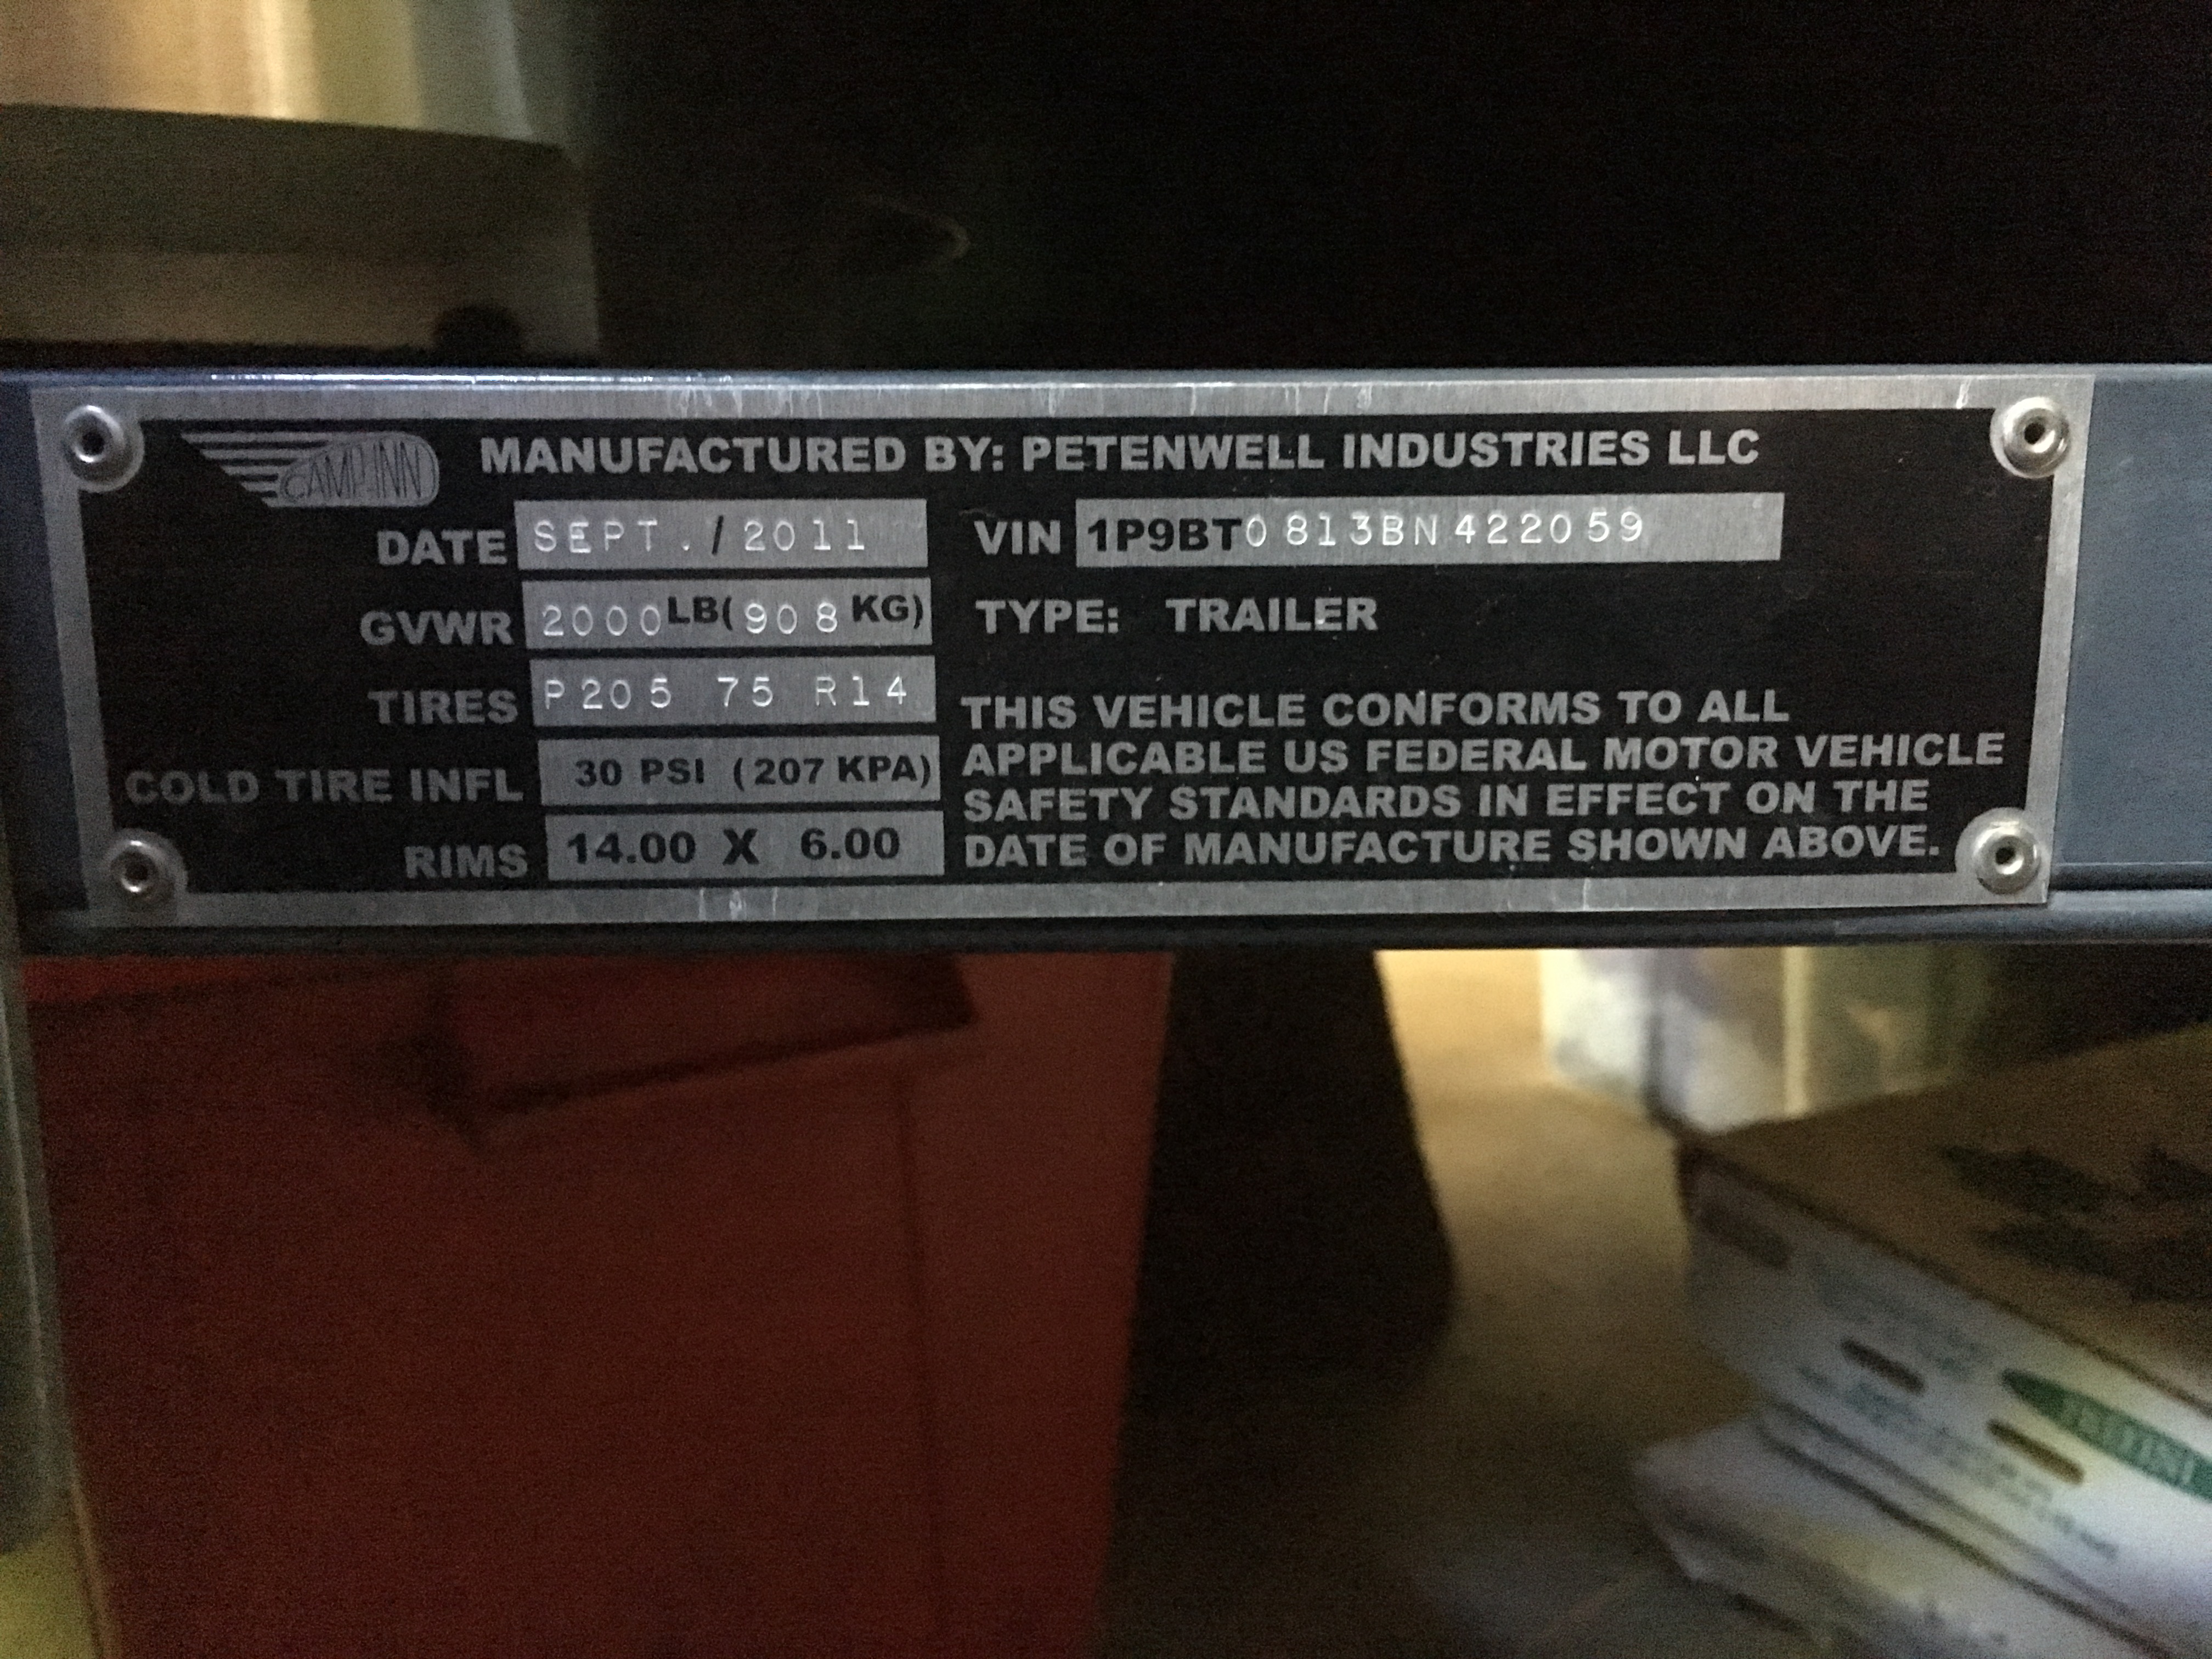 CAMP-INN
MANUFACTURED BY: PETENWELL INDUSTRIES LLC
DATE SEPT./2011
VIN 1P9BT0813BN422059
GVWR 2000LB(908KG)
TYPE: TRAILER
TIRES P205 75 R14
COLD TIRE INFL 30 PSI (207 KPA)
RIMS 14.00 X 6.00
THIS VEHICLE CONFORMS TO ALL
APPLICABLE US FEDERAL MOTOR VEHICLE
SAFETY STANDARDS IN EFFECT ON THE
DATE OF MANUFACTURE SHOWN ABOVE.